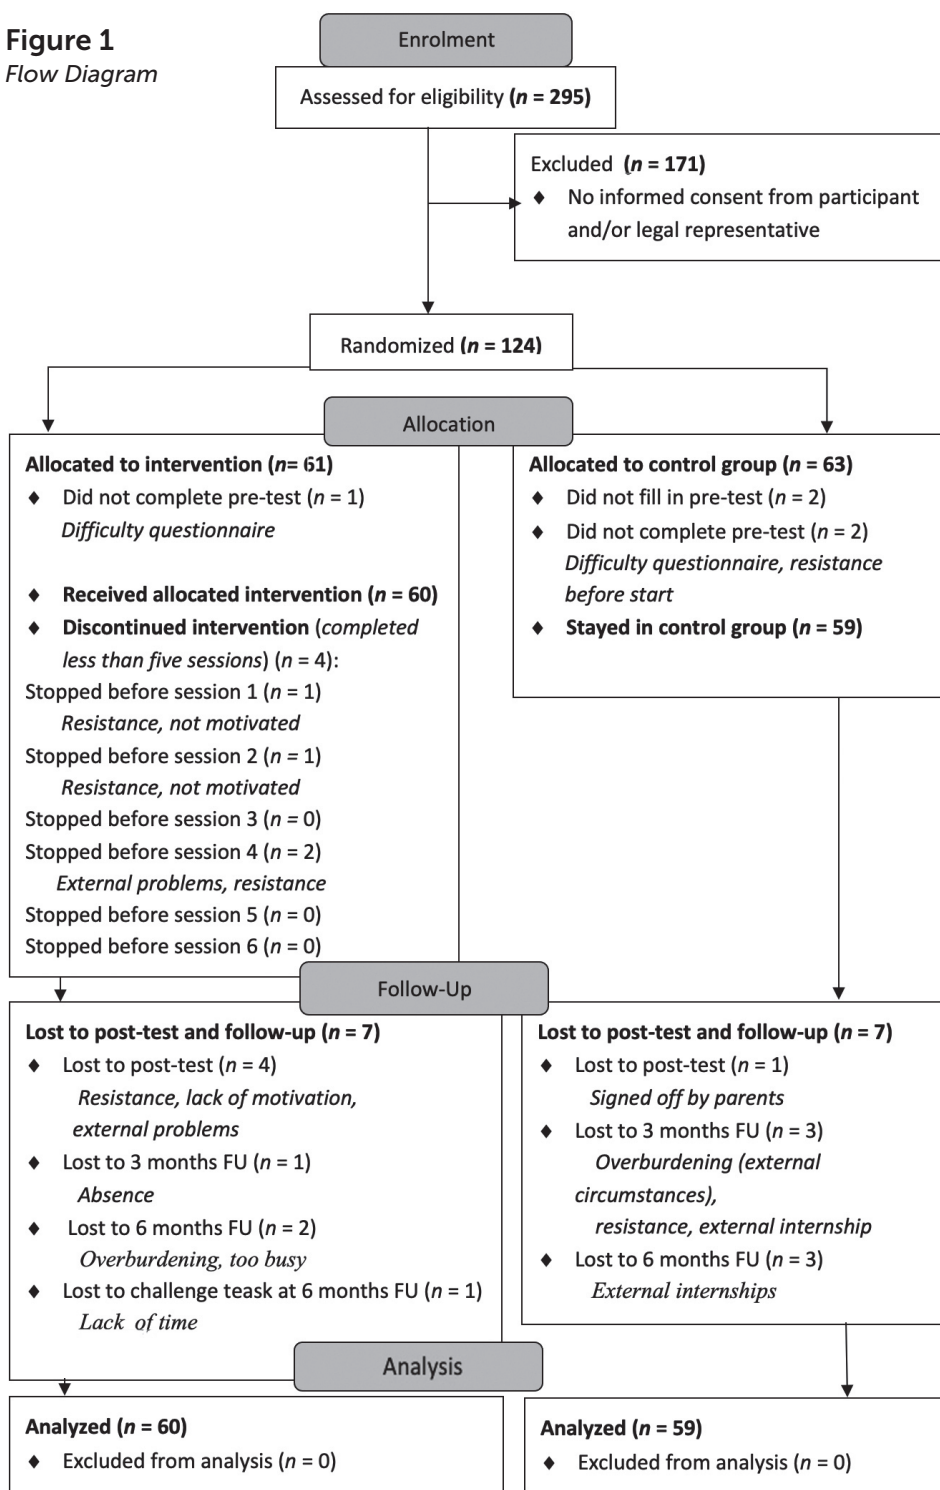 Figure 1
Flow Diagram
Enrolment
Assessed for eligibility (n = 295)
Excluded (n = 171)
♦ No informed consent from participant
and/or legal representative
Randomized (n = 124)
Allocation
Allocated to intervention (n= 61)
♦ Did not complete pre-test (n = 1)
Difficulty questionnaire
♦ Received allocated intervention (n = 60)
♦ Discontinued intervention (completed
less than five sessions) (n = 4):
Stopped before session 1 (n = 1)
Resistance, not motivated
Stopped before session 2 (n = 1)
Resistance, not motivated
Stopped before session 3 (n = 0)
Stopped before session 4 (n = 2)
External problems, resistance
Stopped before session 5 (n = 0)
Stopped before session 6 (n = 0)
Allocated to control group (n = 63)
♦ Did not fill in pre-test (n = 2)
♦ Did not complete pre-test (n = 2)
Difficulty questionnaire, resistance
before start
♦ Stayed in control group (n = 59)
Follow-Up
Lost to post-test and follow-up (n = 7)
♦ Lost to post-test (n = 4)
Resistance, lack of motivation,
external problems
♦ Lost to 3 months FU (n = 1)
Absence
♦ Lost to 6 months FU (n = 2)
Overburdening, too busy
♦ Lost to challenge teask at 6 months FU (n = 1)
Lack of time
Lost to post-test and follow-up (n = 7)
♦ Lost to post-test (n = 1)
Signed off by parents
♦ Lost to 3 months FU (n = 3)
Overburdening (external
circumstances),
resistance, external internship
♦ Lost to 6 months FU (n = 3)
External internships
Analysis
Analyzed (n = 60)
♦ Excluded from analysis (n = 0)
Analyzed (n = 59)
♦ Excluded from analysis (n = 0)